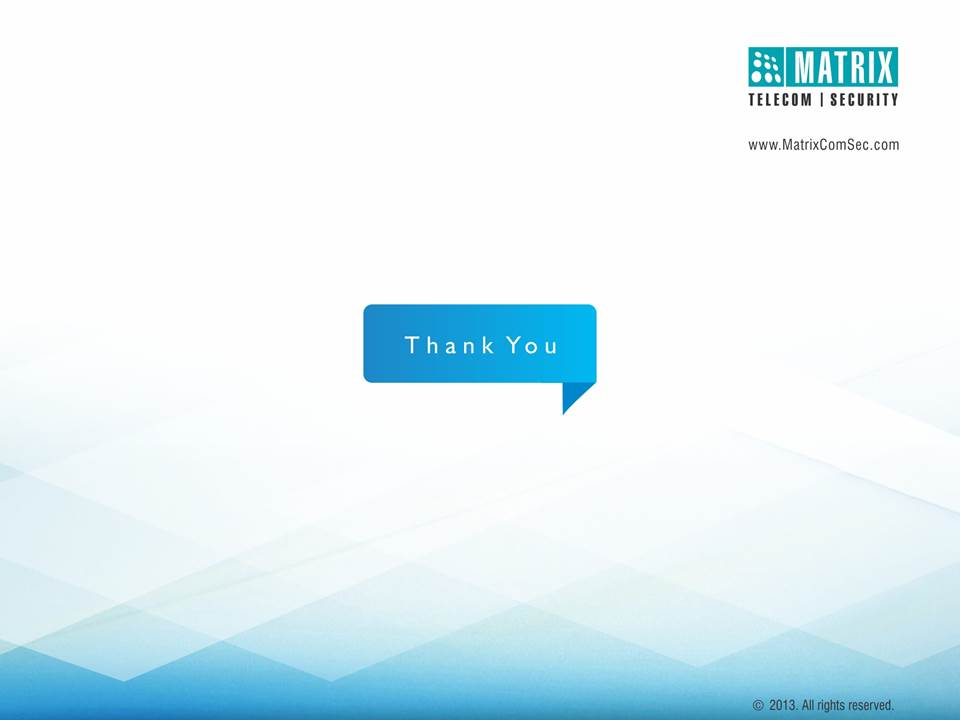 MATRIX
TELECOM | SECURITY
www.MatrixComSec.com
Thank You
© 2013. All rights reserved.